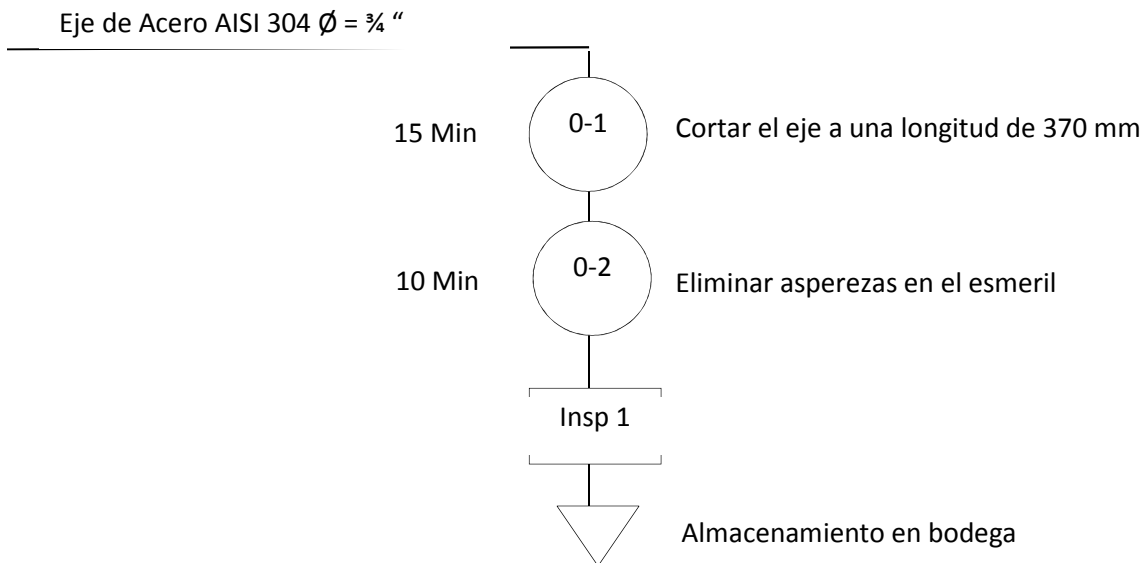 Eje de Acero AISI 304 Ø = ¾ “
15 Min
0-1
Cortar el eje a una longitud de 370 mm
10 Min
0-2
Eliminar asperezas en el esmeril
Insp 1
Almacenamiento en bodega